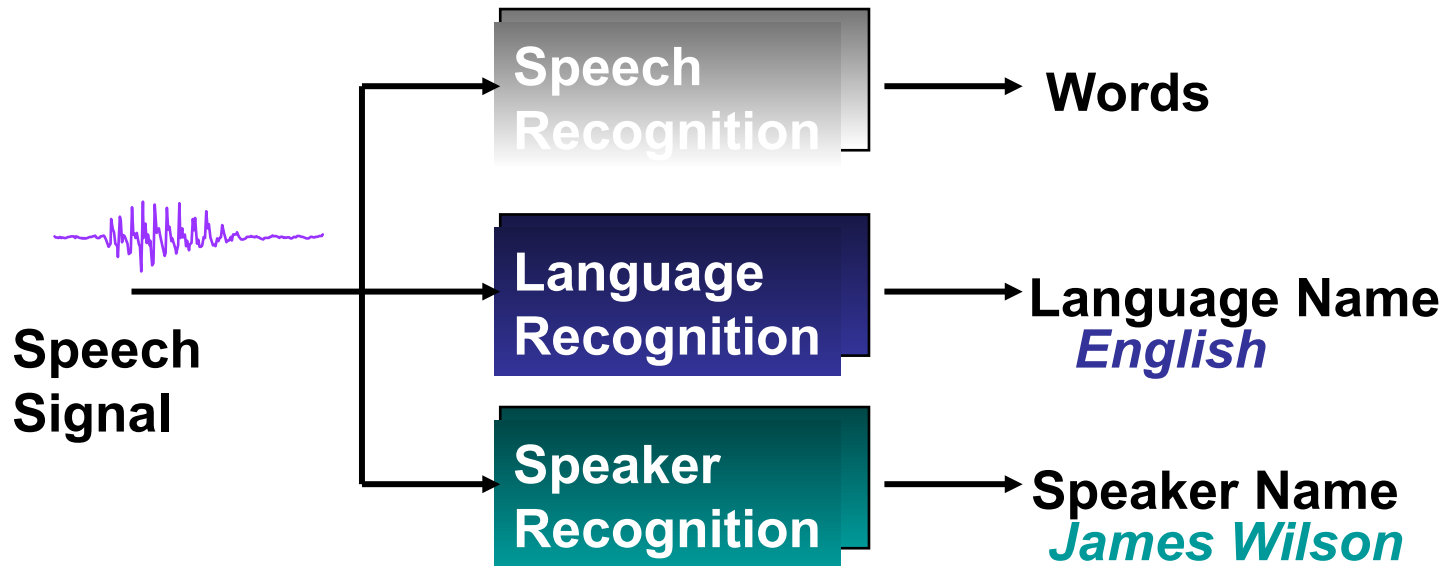 Speech
Recognition
Words
Speech
Signal
Language
Recognition
Language Name
English
Speaker
Recognition
Speaker Name
James Wilson